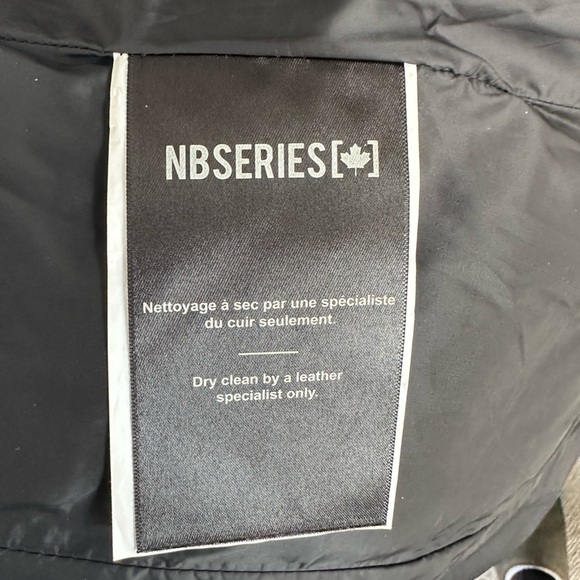 NBSERIES[🍁]
Nettoyage à sec par une spécialiste
du cuir seulement.
Dry clean by a leather
specialist only.